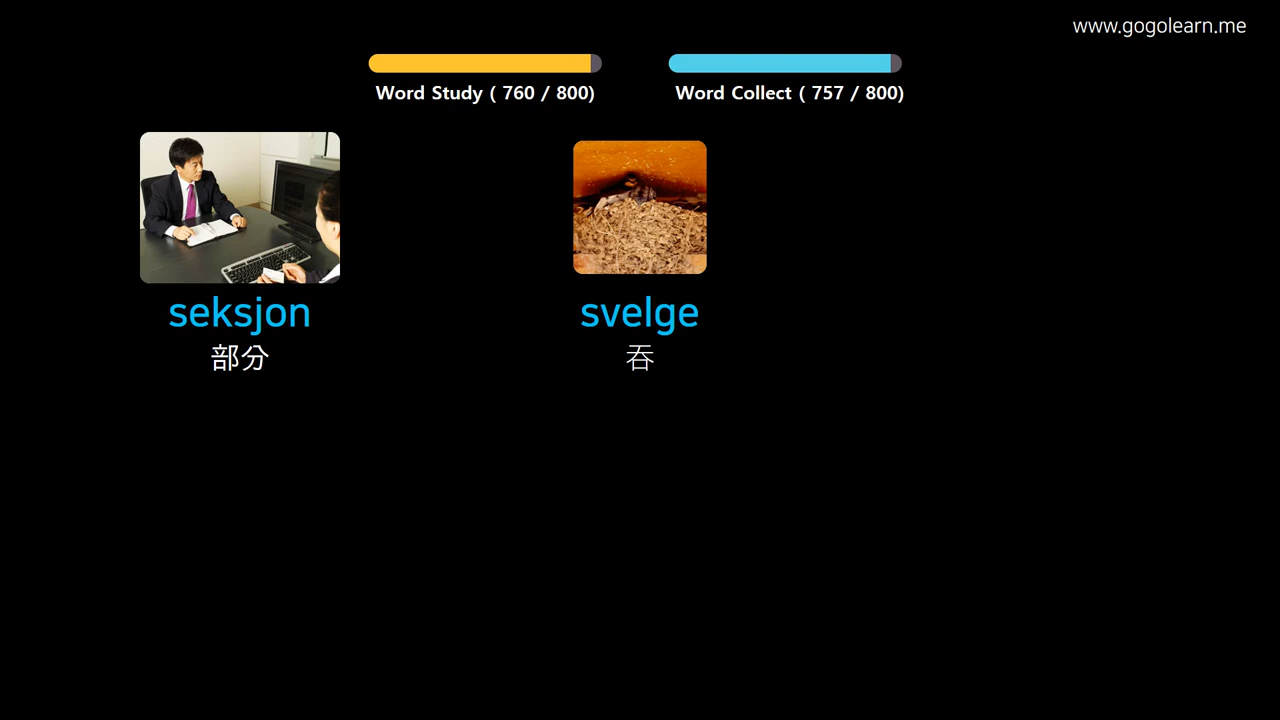 www.gogolearn.me
Word Study ( 760 / 800)
Word Collect ( 757 / 800)
seksjon
部分
svelge
吞